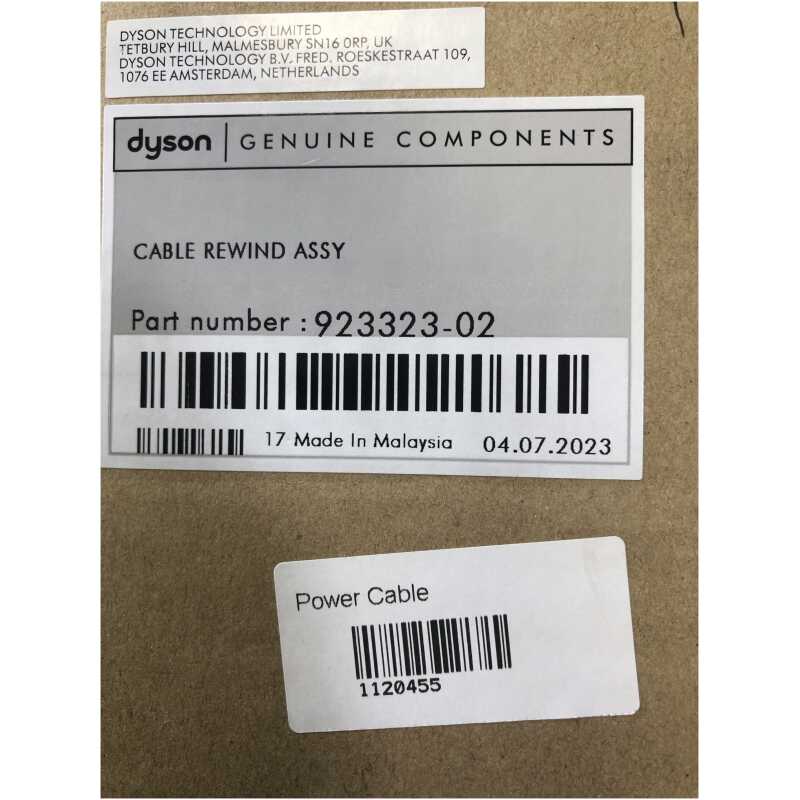 DYSON TECHNOLOGY LIMITED
TETBURY HILL, MALMESBURY SN16 0RP, UK
DYSON TECHNOLOGY B.V. FRED. ROESKESTRAAT 109,
1076 EE AMSTERDAM, NETHERLANDS
dyson GENUINE COMPONENTS
CABLE REWIND ASSY
Part number : 923323-02
17 Made In Malaysia 04.07.2023
Power Cable
1120455